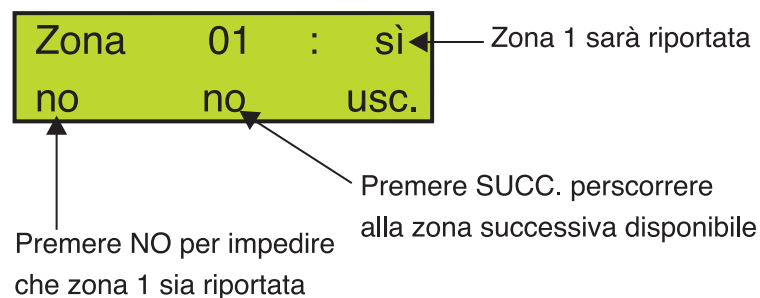 Zona 01 : sì
Zona 1 sarà riportata
no no usc.
Premere SUCC. perscorrere
alla zona successiva disponibile
Premere NO per impedire
che zona 1 sia riportata